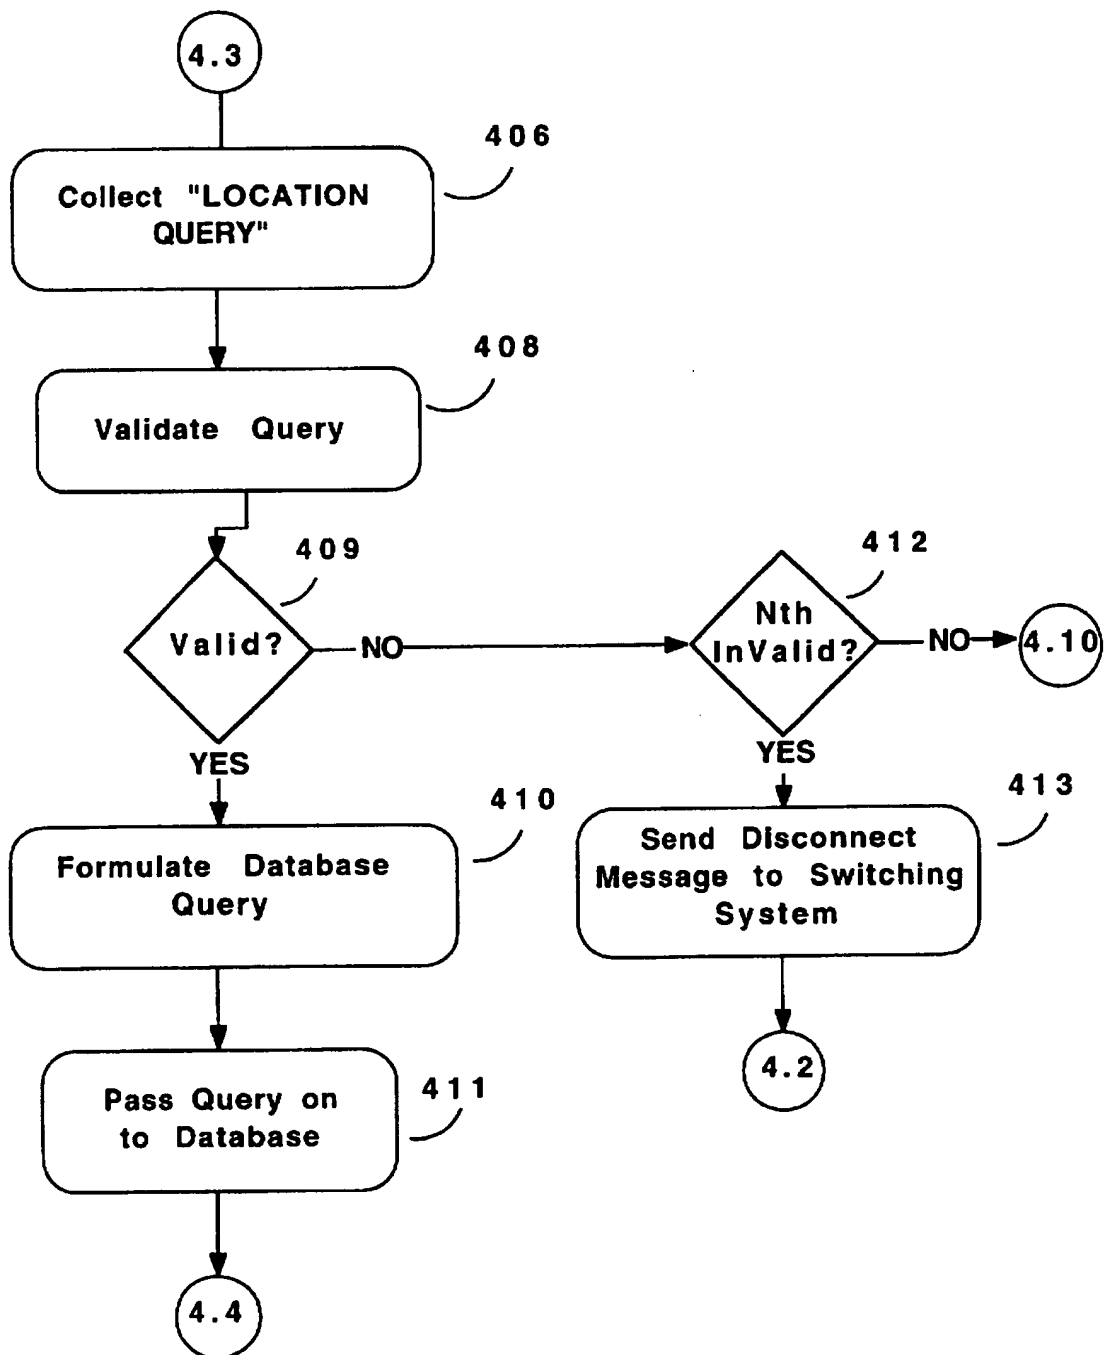 4.3
406
Collect "LOCATION
QUERY"
408
Validate Query
409
Valid?
NO
412
Nth
InValid?
NO
4.10
YES
YES
410
Formulate Database
Query
413
Send Disconnect
Message to Switching
System
411
Pass Query on
to Database
4.2
4.4